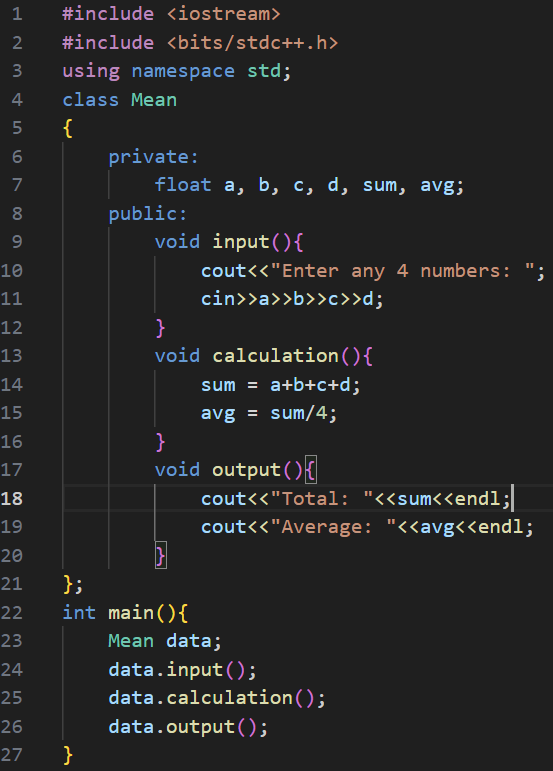 1 #include <iostream>
2 #include <bits/stdc++.h>
3 using namespace std;
4 class Mean
5 {
6     private:
7         float a, b, c, d, sum, avg;
8     public:
9         void input(){
10             cout<<"Enter any 4 numbers: ";
11             cin>>a>>b>>c>>d;
12         }
13         void calculation(){
14             sum = a+b+c+d;
15             avg = sum/4;
16         }
17         void output(){
18             cout<<"Total: "<<sum<<endl;
19             cout<<"Average: "<<avg<<endl;
20         }
21 };
22 int main(){
23     Mean data;
24     data.input();
25     data.calculation();
26     data.output();
27 }